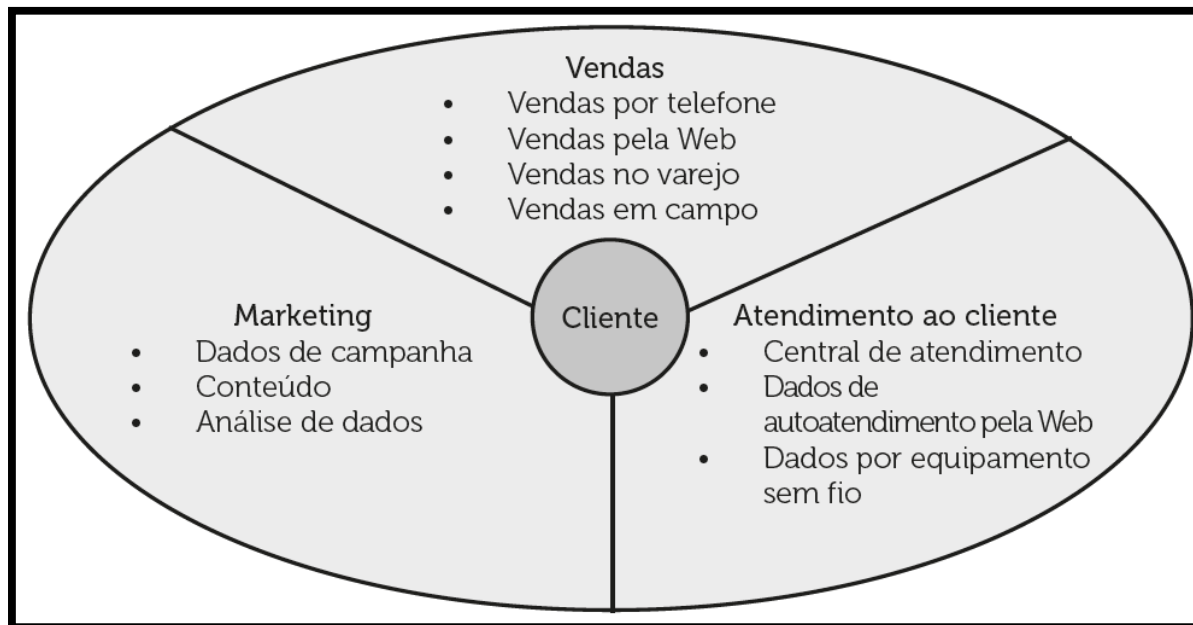 Vendas
• Vendas por telefone
• Vendas pela Web
• Vendas no varejo
• Vendas em campo
Cliente
Marketing
• Dados de campanha
• Conteúdo
• Análise de dados
Atendimento ao cliente
• Central de atendimento
• Dados de
autoatendimento pela Web
• Dados por equipamento
sem fio